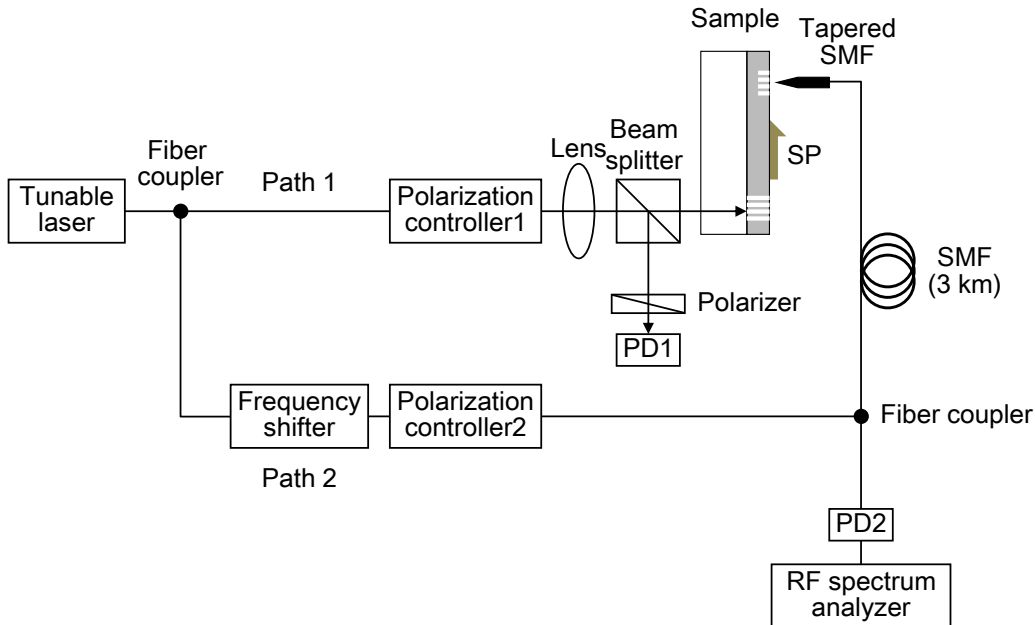 Sample
Tapered
SMF
Beam
splitter
Lens
SP
Fiber
coupler
Path 1
Tunable
laser
Polarization
controller1
SMF
(3 km)
Polarizer
PD1
Frequency
shifter
Polarization
controller2
Fiber coupler
Path 2
PD2
RF spectrum
analyzer